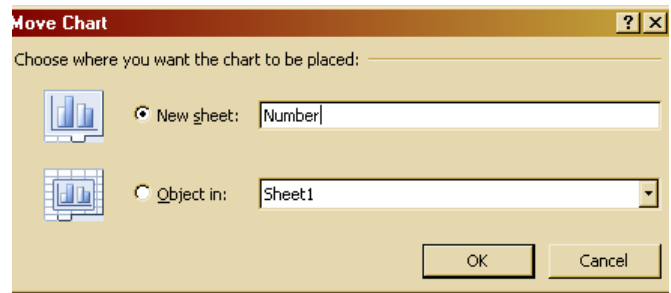 Move Chart
Choose where you want the chart to be placed:
New sheet: Number
Object in: Sheet1
OK Cancel